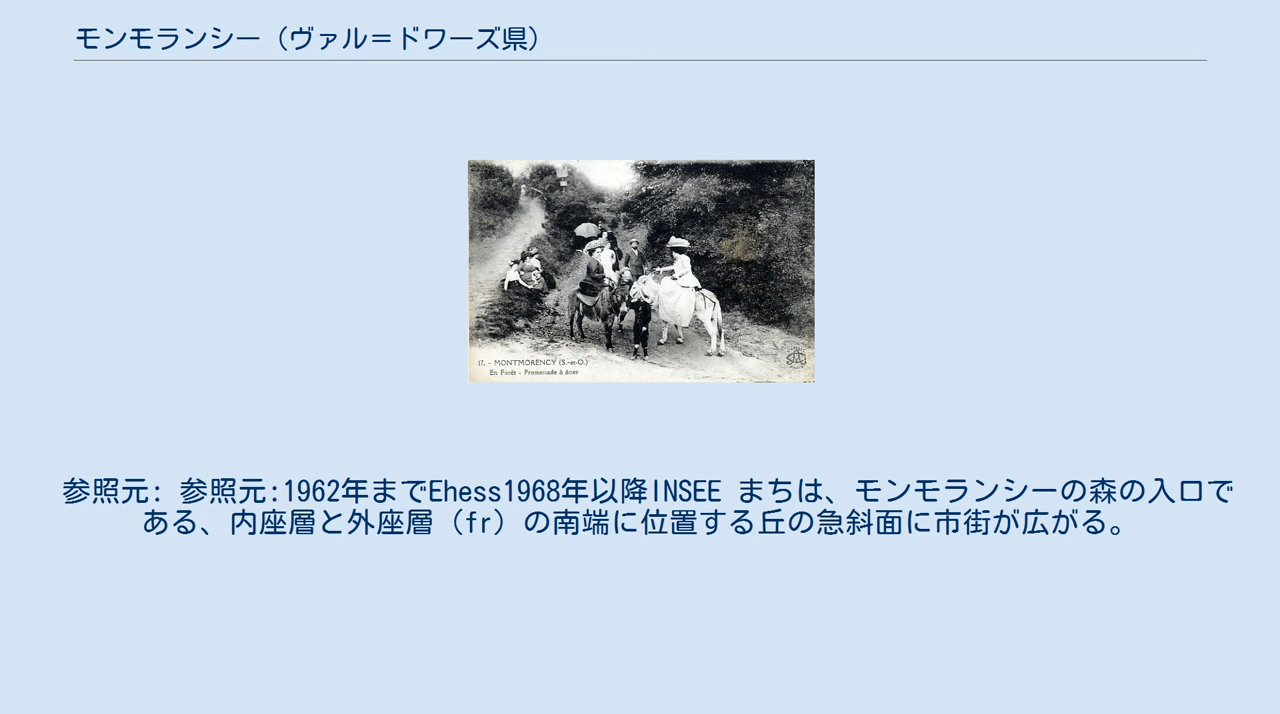 モンモランシー（ヴァル＝ドワーズ県）
17. - MONTMORENCY (S.-et-O.)
En Forêt - Promenade à ânes
参照元: 参照元:1962年までEhess1968年以降INSEE まちは、モンモランシーの森の入口で
ある、内座層と外座層（fr）の南端に位置する丘の急斜面に市街が広がる。